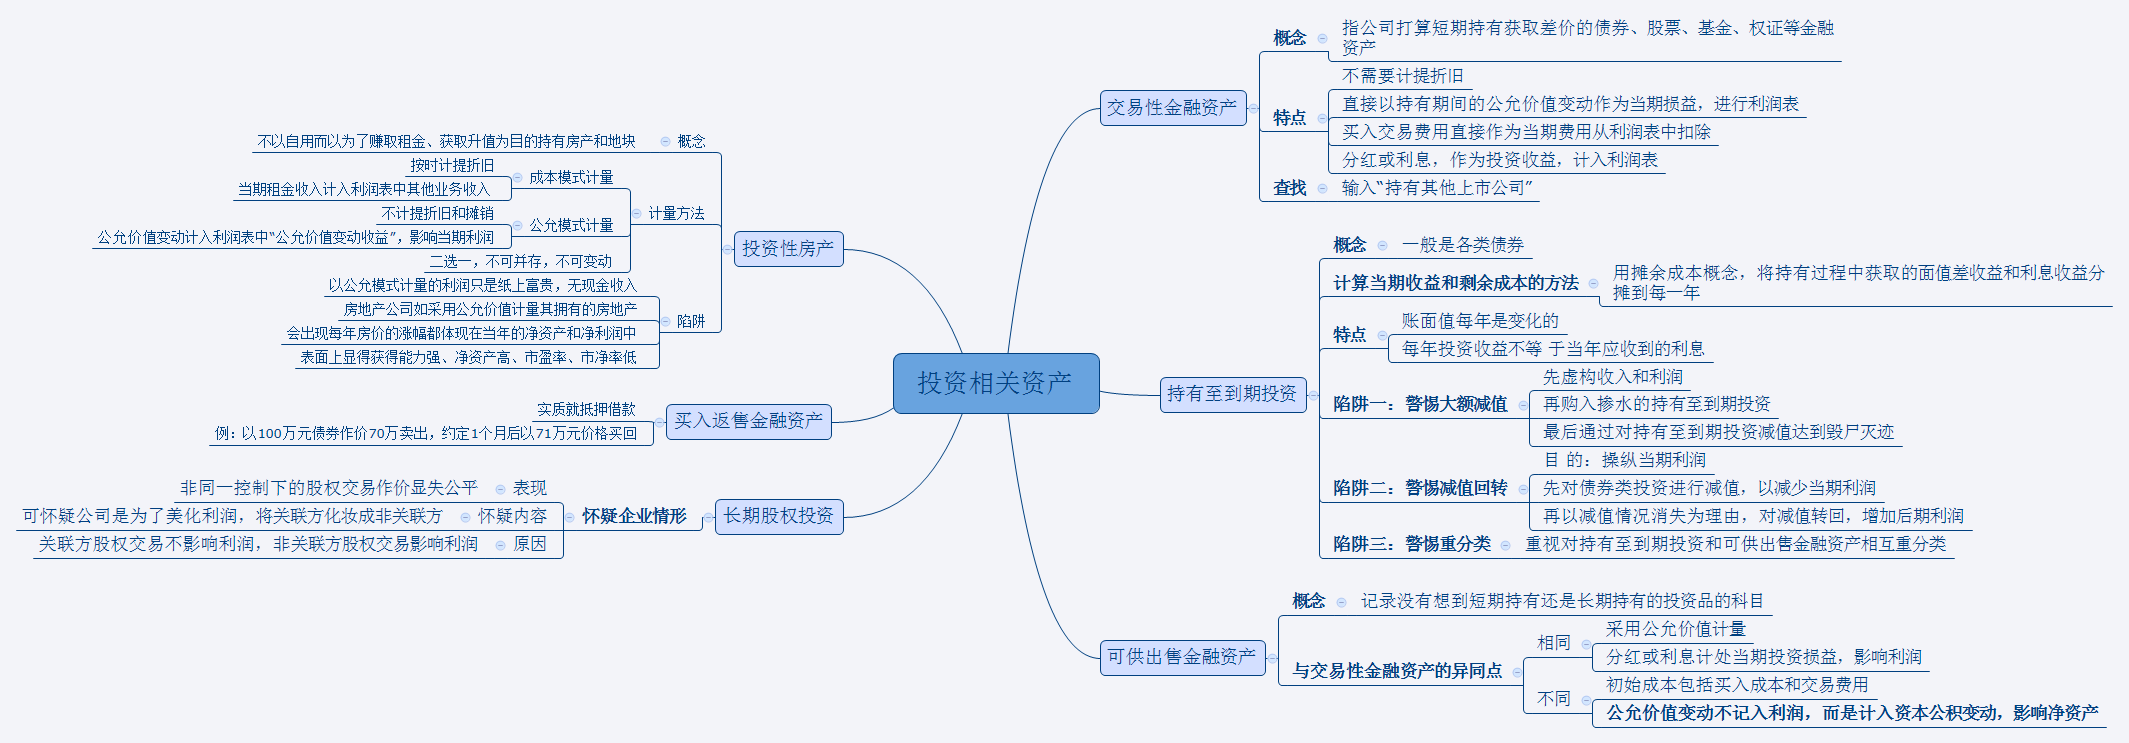 投资相关资产
交易性金融资产
概念
指公司打算短期持有获取差价的债券、股票、基金、权证等金融
资产
特点
不需要计提折旧
直接以持有期间的公允价值变动作为当期损益，进行利润表
买入交易费用直接作为当期费用从利润表中扣除
分红或利息，作为投资收益，计入利润表
查找
输入“持有其他上市公司”
持有至到期投资
概念
一般是各类债券
计算当期收益和剩余成本的方法
用摊余成本概念，将持有过程中获取的面值差收益和利息收益分
摊到每一年
特点
账面值每年是变化的
每年投资收益不等 于当年应收到的利息
陷阱一：警惕大额减值
先虚构收入和利润
再购入掺水的持有至到期投资
最后通过对持有至到期投资减值达到毁尸灭迹
陷阱二：警惕减值回转
目 的：操纵当期利润
先对债券类投资进行减值，以减少当期利润
再以减值情况消失为理由，对减值转回，增加后期利润
陷阱三：警惕重分类
重视对持有至到期投资和可供出售金融资产相互重分类
可供出售金融资产
概念
记录没有想到短期持有还是长期持有的投资品的科目
与交易性金融资产的异同点
相同
采用公允价值计量
分红或利息计处当期投资损益，影响利润
不同
初始成本包括买入成本和交易费用
公允价值变动不记入利润，而是计入资本公积变动，影响净资产
投资性房产
概念
不以自用而以为了赚取租金、获取升值为目的持有房产和地块
计量方法
成本模式计量
按时计提折旧
当期租金收入计入利润表中其他业务收入
公允模式计量
不计提折旧和摊销
公允价值变动计入利润表中“公允价值变动收益”，影响当期利润
二选一，不可并存，不可变动
陷阱
以公允模式计量的利润只是纸上富贵，无现金收入
房地产公司如采用公允价值计量其拥有的房地产
会出现每年房价的涨幅都体现在当年的净资产和净利润中
表面上显得获得能力强、净资产高、市盈率、市净率低
买入返售金融资产
实质就抵押借款
例：以100万元债券作价70万卖出，约定1个月后以71万元价格买回
长期股权投资
怀疑企业情形
表现
非同一控制下的股权交易作价显失公平
怀疑内容
可怀疑公司是为了美化利润，将关联方化妆成非关联方
原因
关联方股权交易不影响利润，非关联方股权交易影响利润